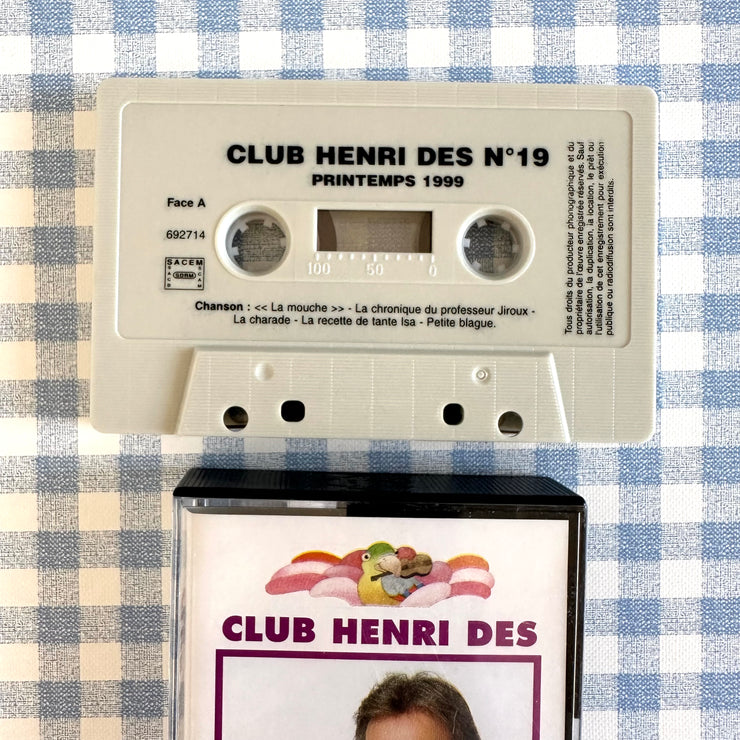 CLUB HENRI DES N°19
PRINTEMPS 1999
Face A
692714
SACEM
SDRM
SACD
SCAM
100 50 0
Chanson : << La mouche >> - La chronique du professeur Jiroux -
La charade - La recette de tante Isa - Petite blague.
Tous droits du producteur phonographique et du
propriétaire de l'œuvre enregistrée réservés. Sauf
autorisation, la duplication, la location, le prêt ou
l'utilisation de cet enregistrement pour exécution
publique ou radiodiffusion sont interdits.
CLUB HENRI DES